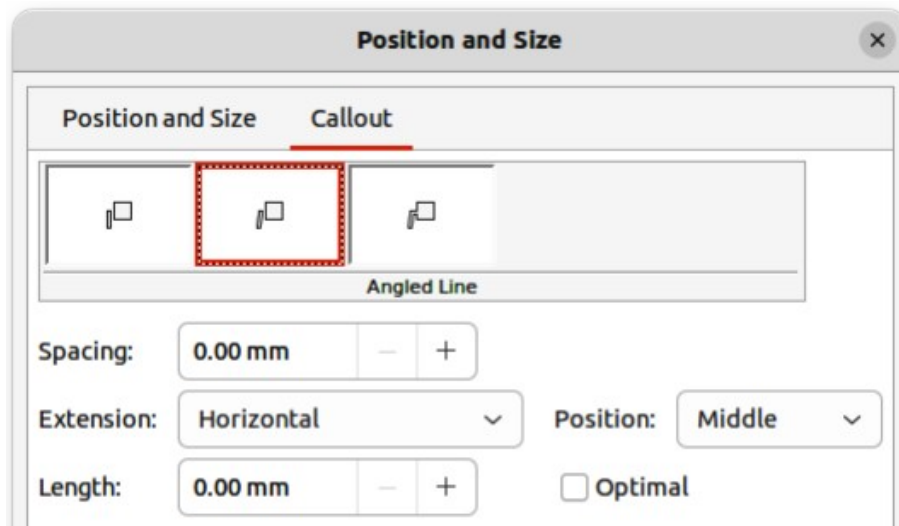 Position and Size
Position and Size Callout
Angled Line
Spacing: 0.00 mm
Extension: Horizontal Position: Middle
Length: 0.00 mm Optimal